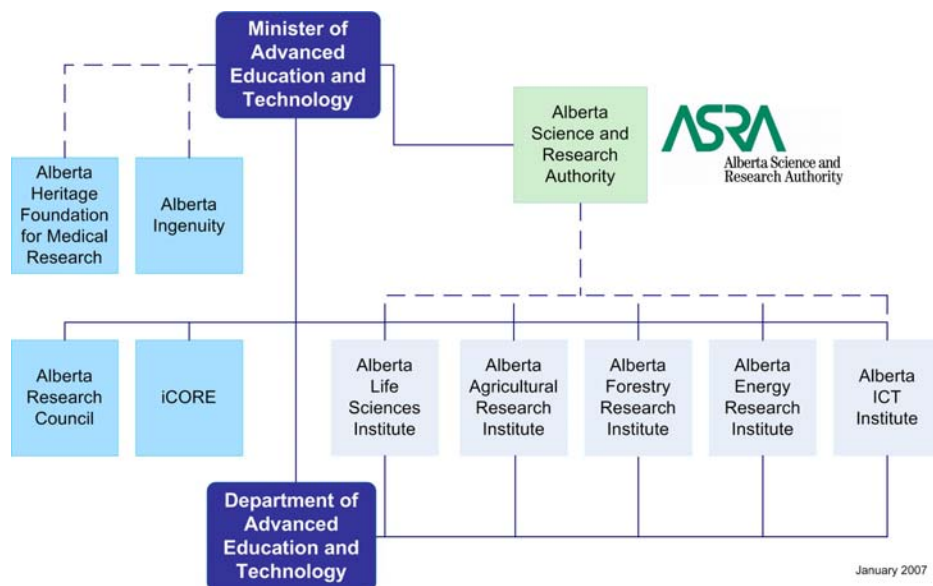 Minister of
Advanced
Education and
Technology
Alberta
Science and
Research
Authority
ASRA
Alberta Science and
Research Authority
Alberta
Heritage
Foundation
for Medical
Research
Alberta
Ingenuity
Alberta
Research
Council
iCORE
Alberta
Life
Sciences
Institute
Alberta
Agricultural
Research
Institute
Alberta
Forestry
Research
Institute
Alberta
Energy
Research
Institute
Alberta
ICT
Institute
Department of
Advanced
Education and
Technology
January 2007